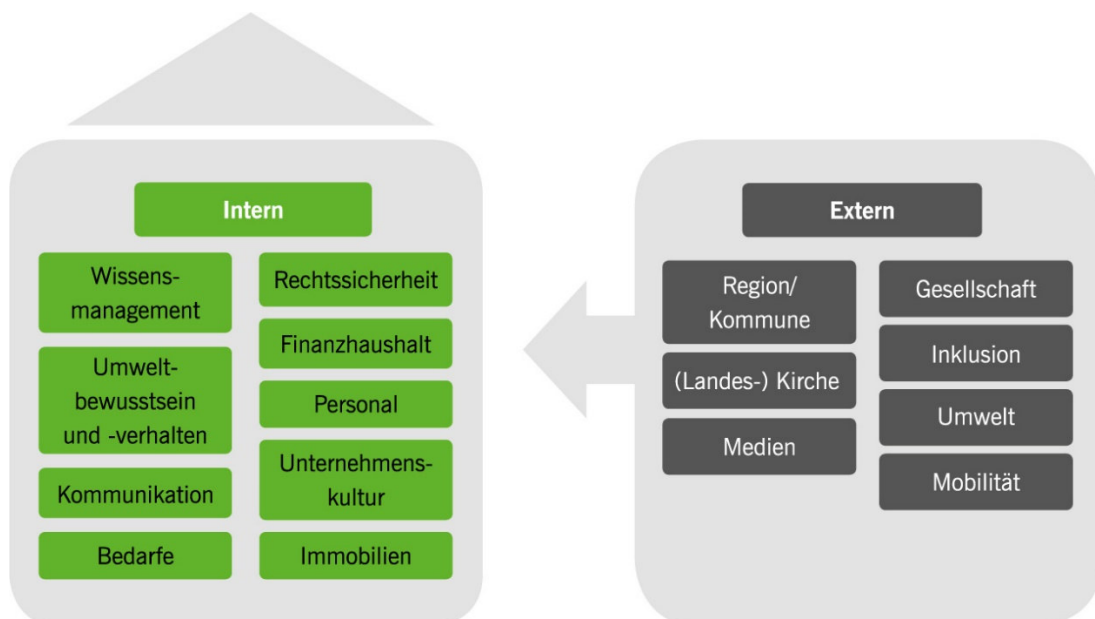 Intern
Wissens-
management
Umwelt-
bewusstsein
und -verhalten
Kommunikation
Bedarfe
Rechtssicherheit
Finanzhaushalt
Personal
Unternehmens-
kultur
Immobilien
Extern
Region/
Kommune
(Landes-) Kirche
Medien
Gesellschaft
Inklusion
Umwelt
Mobilität